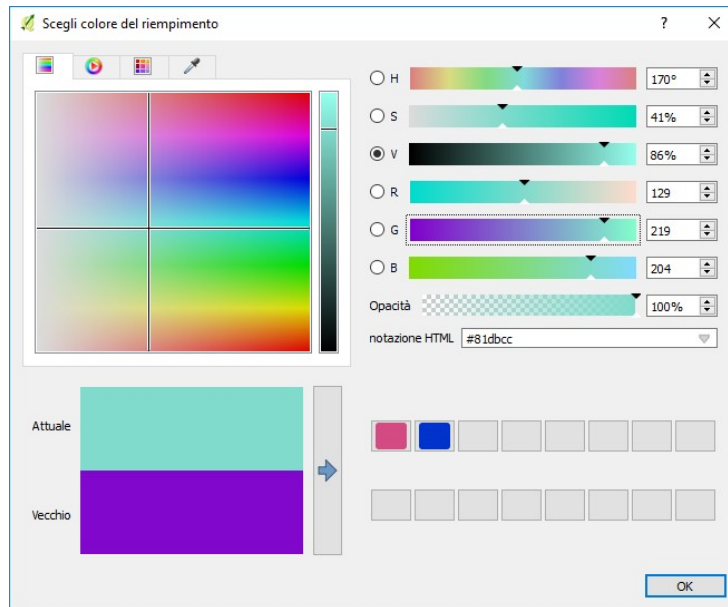 Scegli colore del riempimento
? X
H 170°
S 41%
V 86%
R 129
G 219
B 204
Opacità 100%
notazione HTML #81dbcc
Attuale
Vecchio
OK